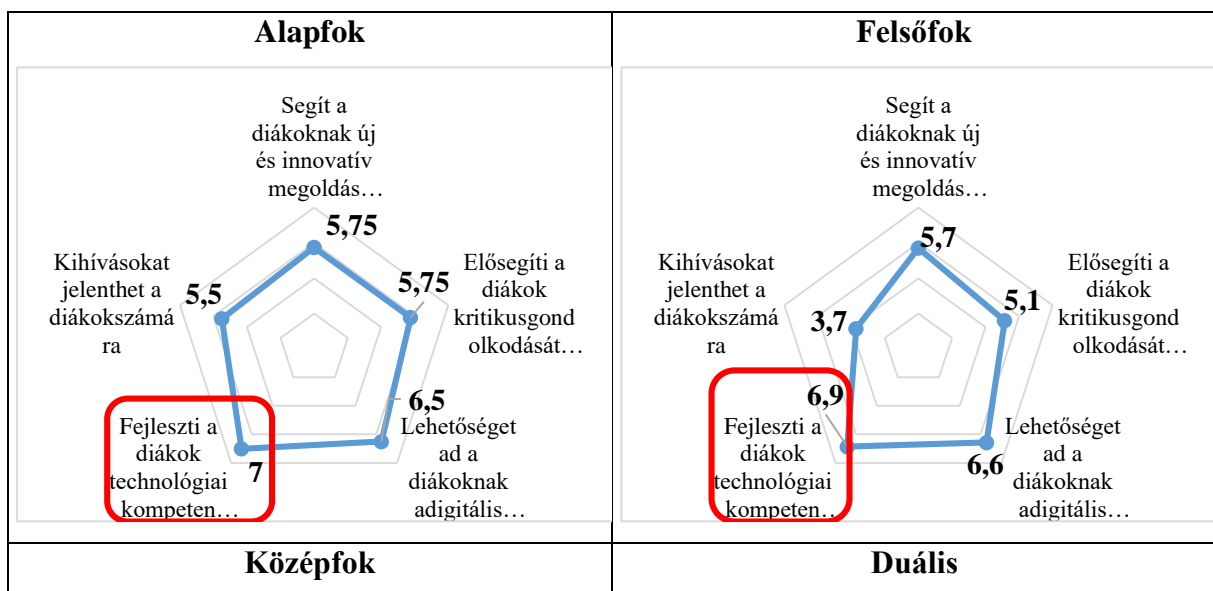 Alapfok
Segít a
diákoknak új
és innovatív
megoldás…
5,75
Kihívásokat
jelenthet a
diákokszámá
ra
5,5
5,75
Elősegíti a
diákok
kritikusgond
olkodását…
6,5
Fejleszti a
diákok
technológiai
kompeten…
7
Lehetőséget
ad a
diákoknak
adigitális…
Felsőfok
Segít a
diákoknak új
és innovatív
megoldás…
5,7
Kihívásokat
jelenthet a
diákokszámá
ra
3,7
5,1
Elősegíti a
diákok
kritikusgond
olkodását…
6,9
Fejleszti a
diákok
technológiai
kompeten…
6,6
Lehetőséget
ad a
diákoknak
adigitális…
Középfok
Duális